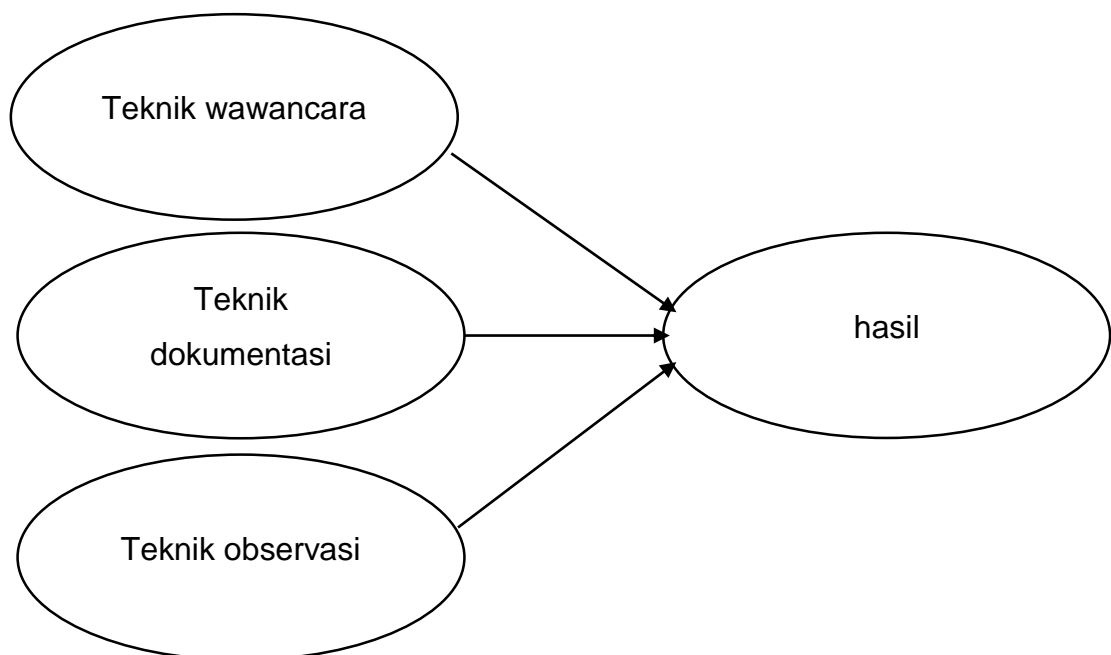 Teknik wawancara
Teknik
dokumentasi
hasil
Teknik observasi